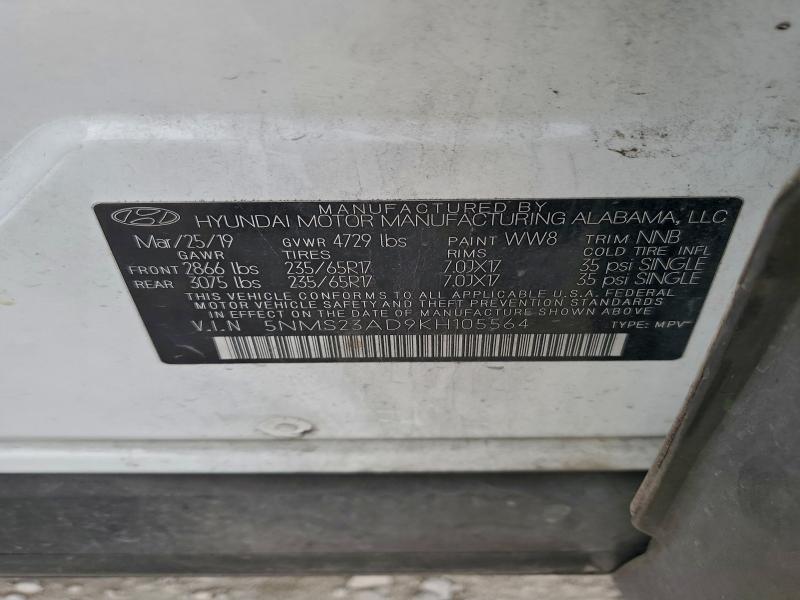 MANUFACTURED BY
HYUNDAI MOTOR MANUFACTURING ALABAMA, LLC
Mar/25/19 GVWR 4729 lbs PAINT WW8 TRIM NNB
GAWR TIRES RIMS COLD TIRE INFL
FRONT 2866 lbs 235/65R17 7.0JX17 35 psi SINGLE
REAR 3075 lbs 235/65R17 7.0JX17 35 psi SINGLE
THIS VEHICLE CONFORMS TO ALL APPLICABLE U.S.A. FEDERAL
MOTOR VEHICLE SAFETY AND THEFT PREVENTION STANDARDS
IN EFFECT ON THE DATE OF MANUFACTURE SHOWN ABOVE.
V.I.N 5NMS23AD9KH105564 TYPE: MPV